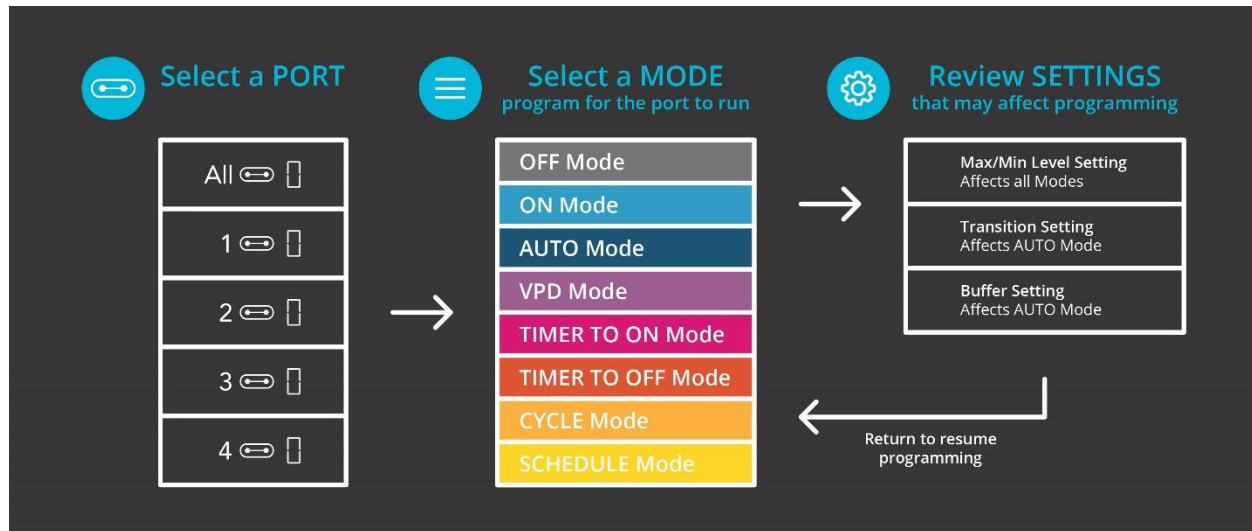 Select a PORT
All
1
2
3
4
Select a MODE
program for the port to run
OFF Mode
ON Mode
AUTO Mode
VPD Mode
TIMER TO ON Mode
TIMER TO OFF Mode
CYCLE Mode
SCHEDULE Mode
Review SETTINGS
that may affect programming
Max/Min Level Setting
Affects all Modes
Transition Setting
Affects AUTO Mode
Buffer Setting
Affects AUTO Mode
Return to resume
programming